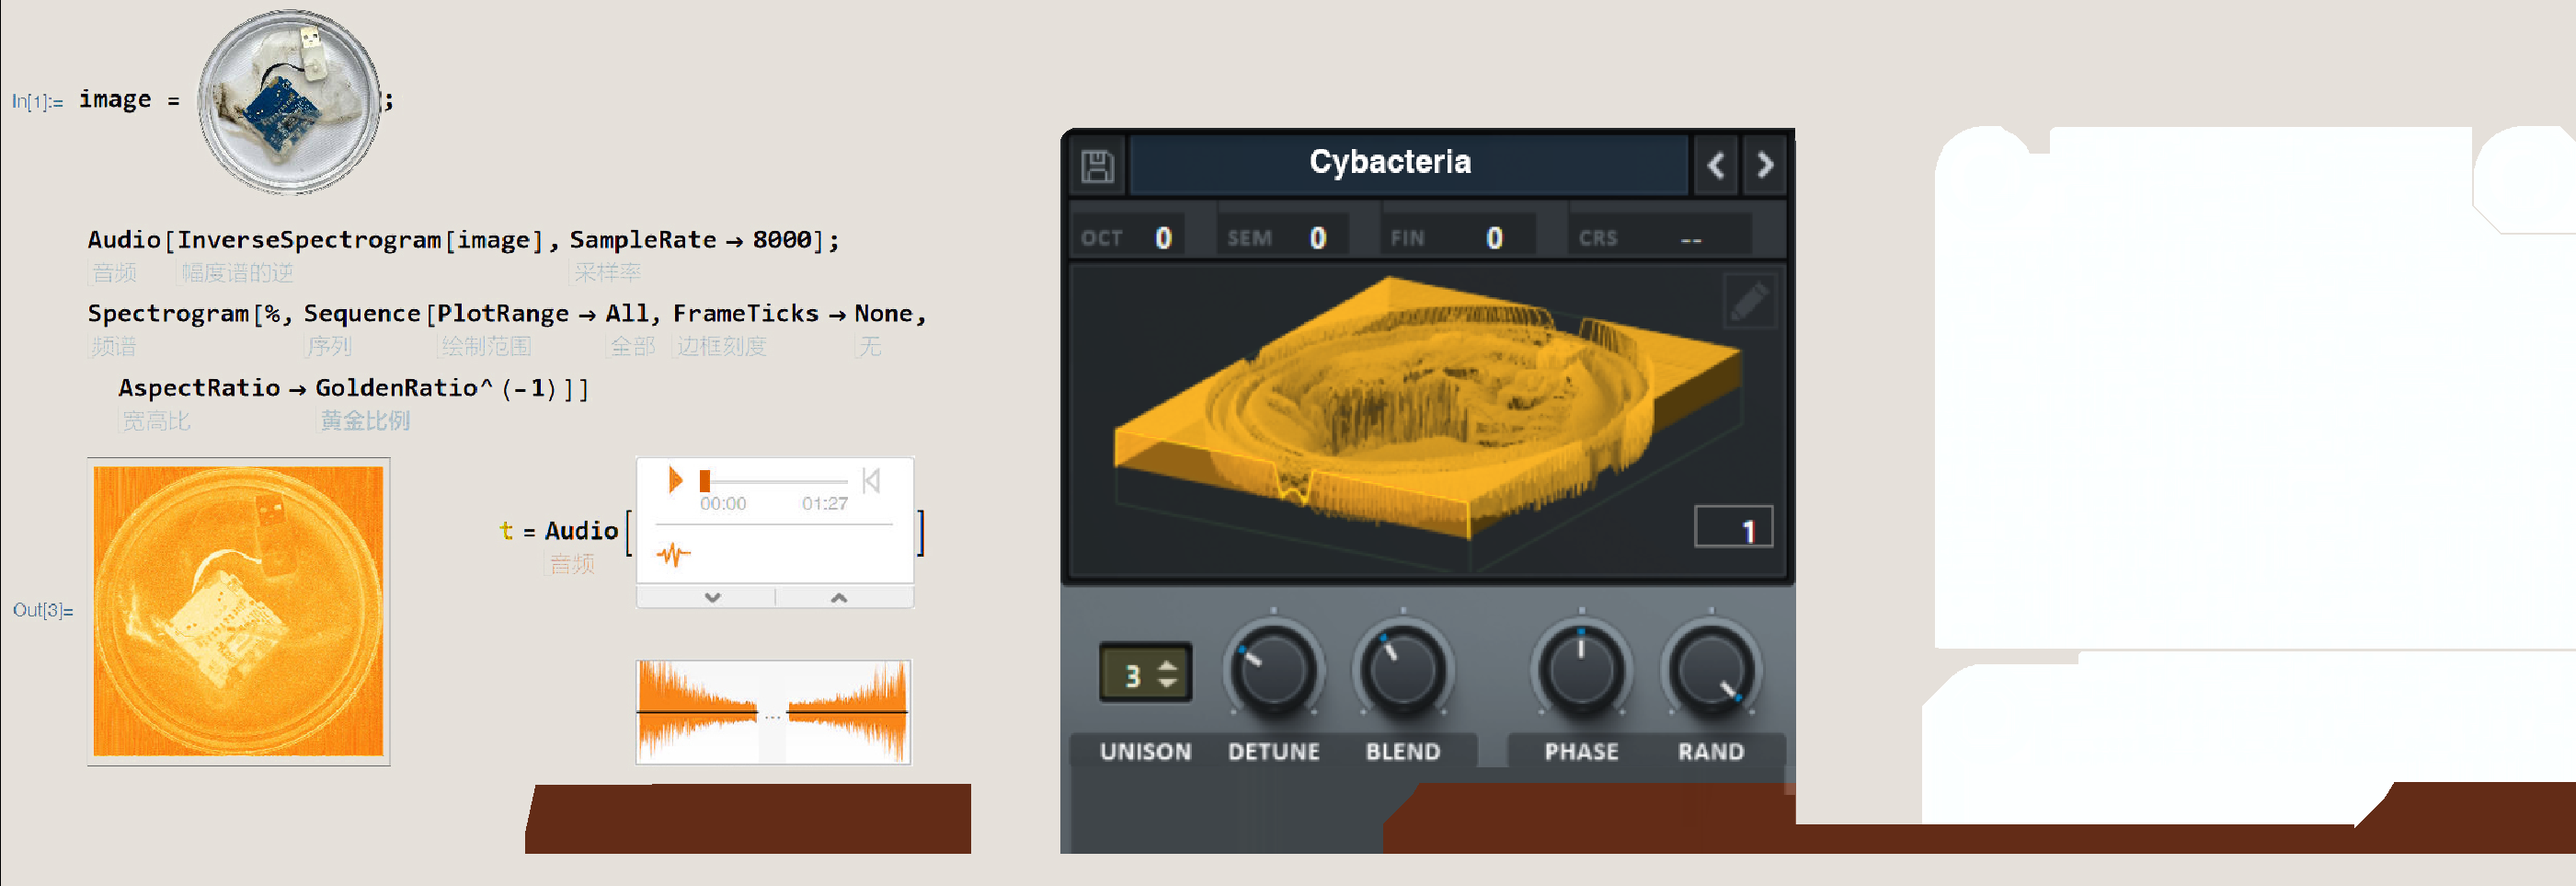 In[1]:= image = ;
Audio[InverseSpectrogram[image], SampleRate → 8000];
音频 幅度谱的逆 采样率
Spectrogram[%, Sequence[PlotRange → All, FrameTicks → None,
频谱 序列 绘制范围 全部 边框刻度 无
AspectRatio → GoldenRatio^(-1)]]
宽高比 黄金比例
Out[3]=
00:00 01:27
t = Audio[ ]
音频
...
Cybacteria
OCT 0 SEM 0 FIN 0 CRS --
1
3
UNISON DETUNE BLEND PHASE RAND